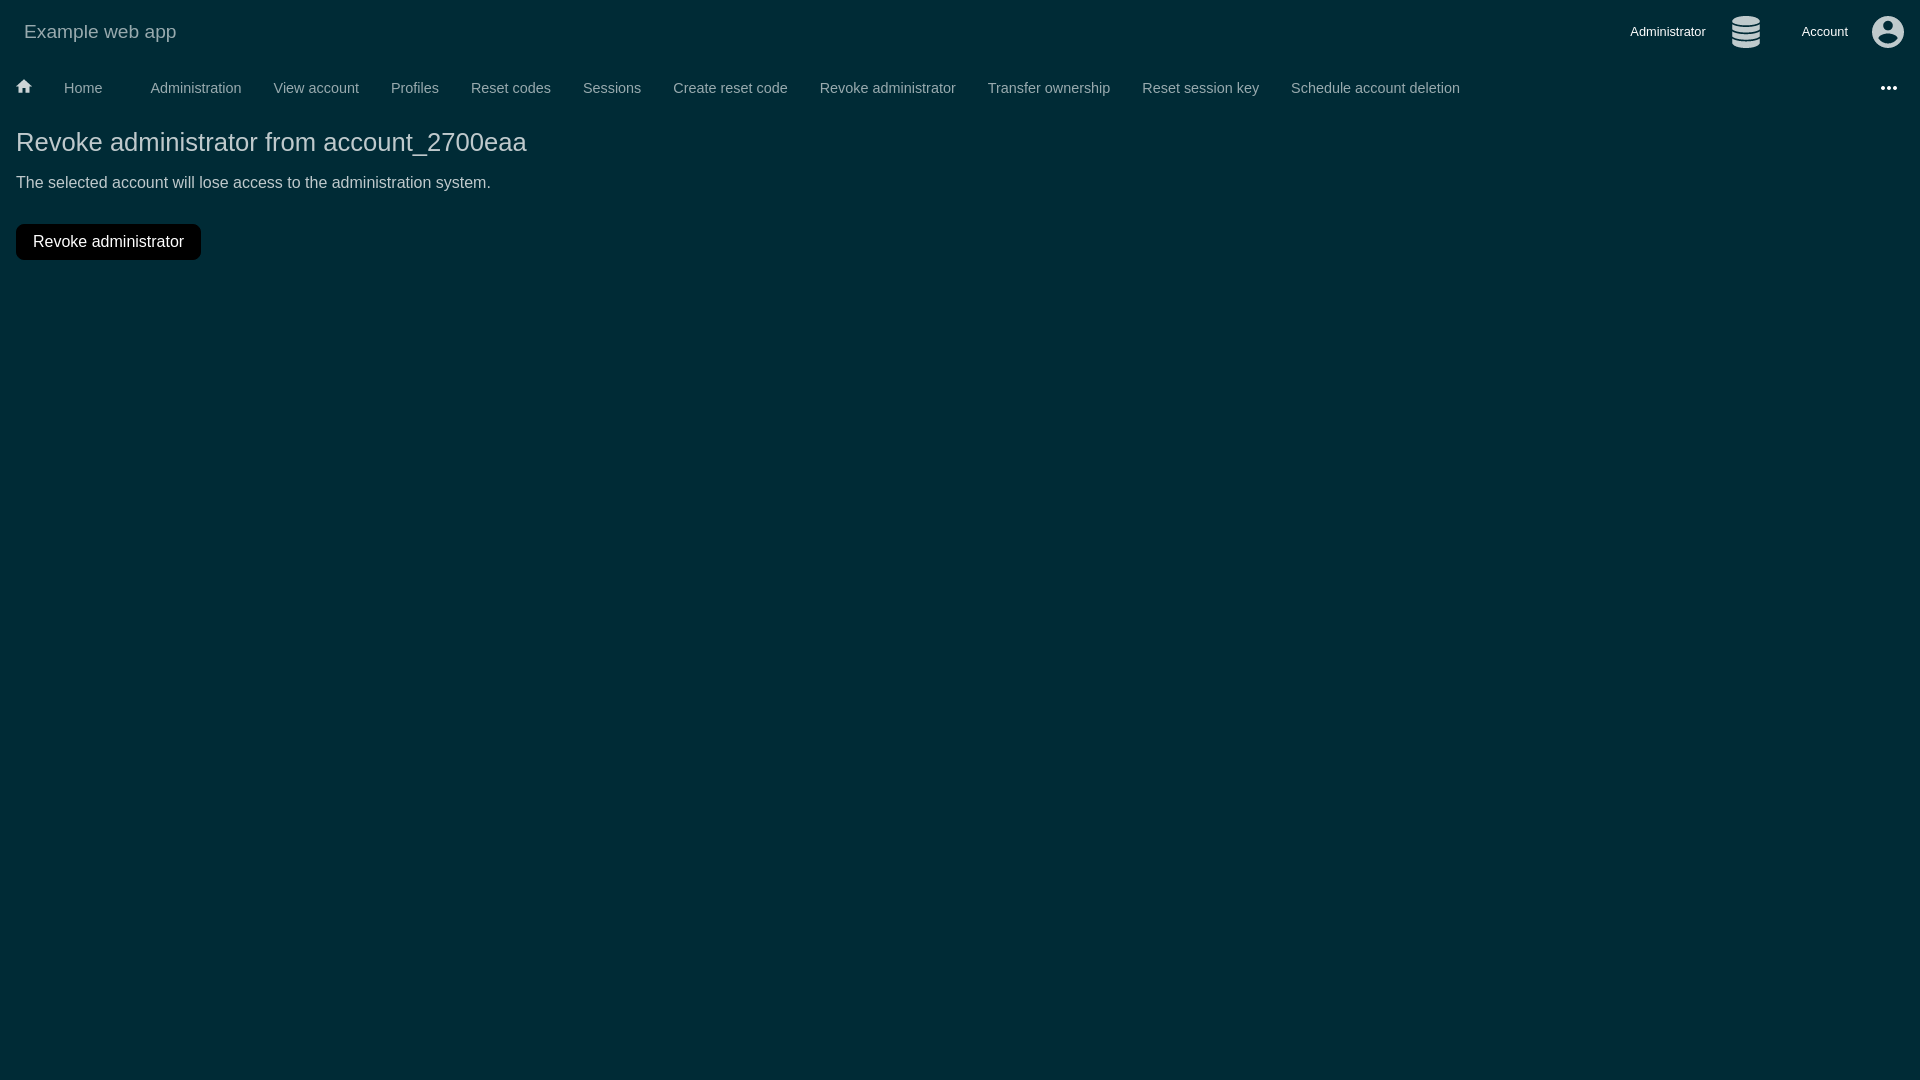 Example web app
Administrator
Account
Home
Administration
View account
Profiles
Reset codes
Sessions
Create reset code
Revoke administrator
Transfer ownership
Reset session key
Schedule account deletion
Revoke administrator from account_2700eaa
The selected account will lose access to the administration system.
Revoke administrator